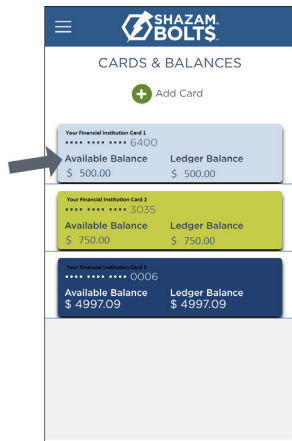 SHAZAM
BOLT$
CARDS & BALANCES
Add Card
Your Financial Institution Card 1
•••• •••• •••• 6400
Available Balance Ledger Balance
$ 500.00 $ 500.00
Your Financial Institution Card 2
•••• •••• •••• 3035
Available Balance Ledger Balance
$ 750.00 $ 750.00
Your Financial Institution Card
•••• •••• •••• 0006
Available Balance Ledger Balance
$ 4997.09 $ 4997.09